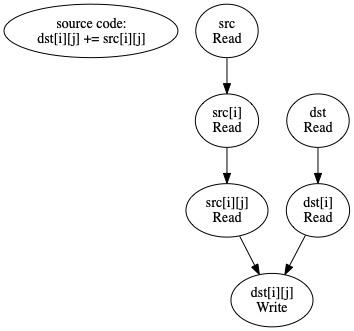 source code:
dst[i][j] += src[i][j]
src
Read
src[i]
Read
dst
Read
src[i][j]
Read
dst[i]
Read
dst[i][j]
Write